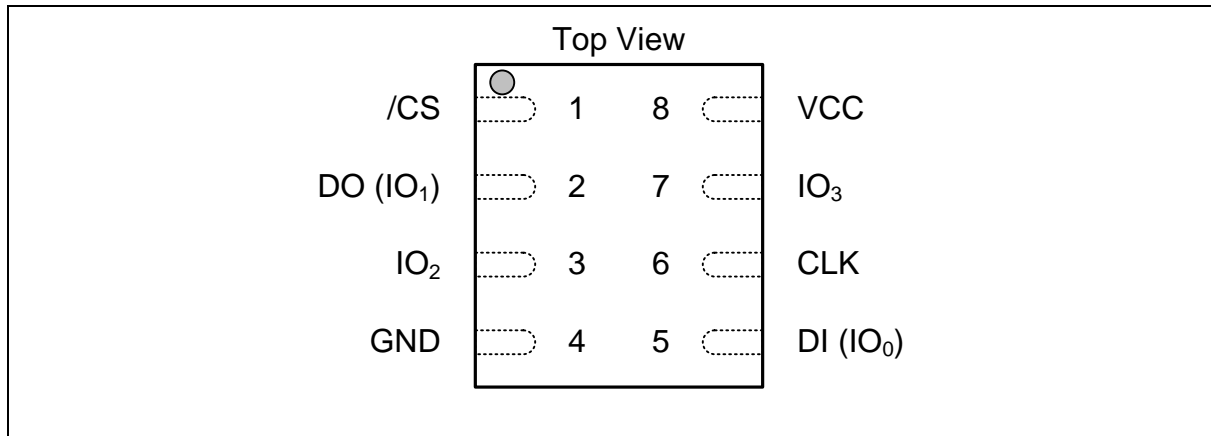 Top View
/CS 1 8 VCC
DO (IO₁) 2 7 IO₃
IO₂ 3 6 CLK
GND 4 5 DI (IO₀)